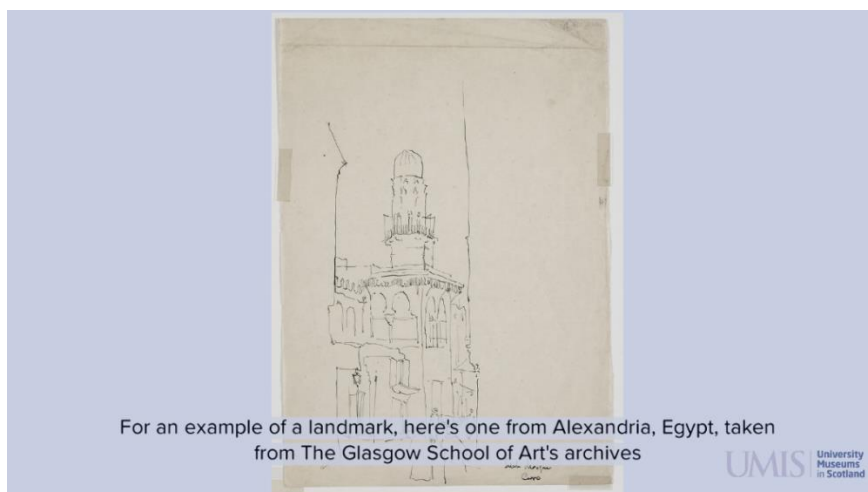 For an example of a landmark, here's one from Alexandria, Egypt, taken
from The Glasgow School of Art's archives
UMIS
University
Museums
in Scotland
Cairo